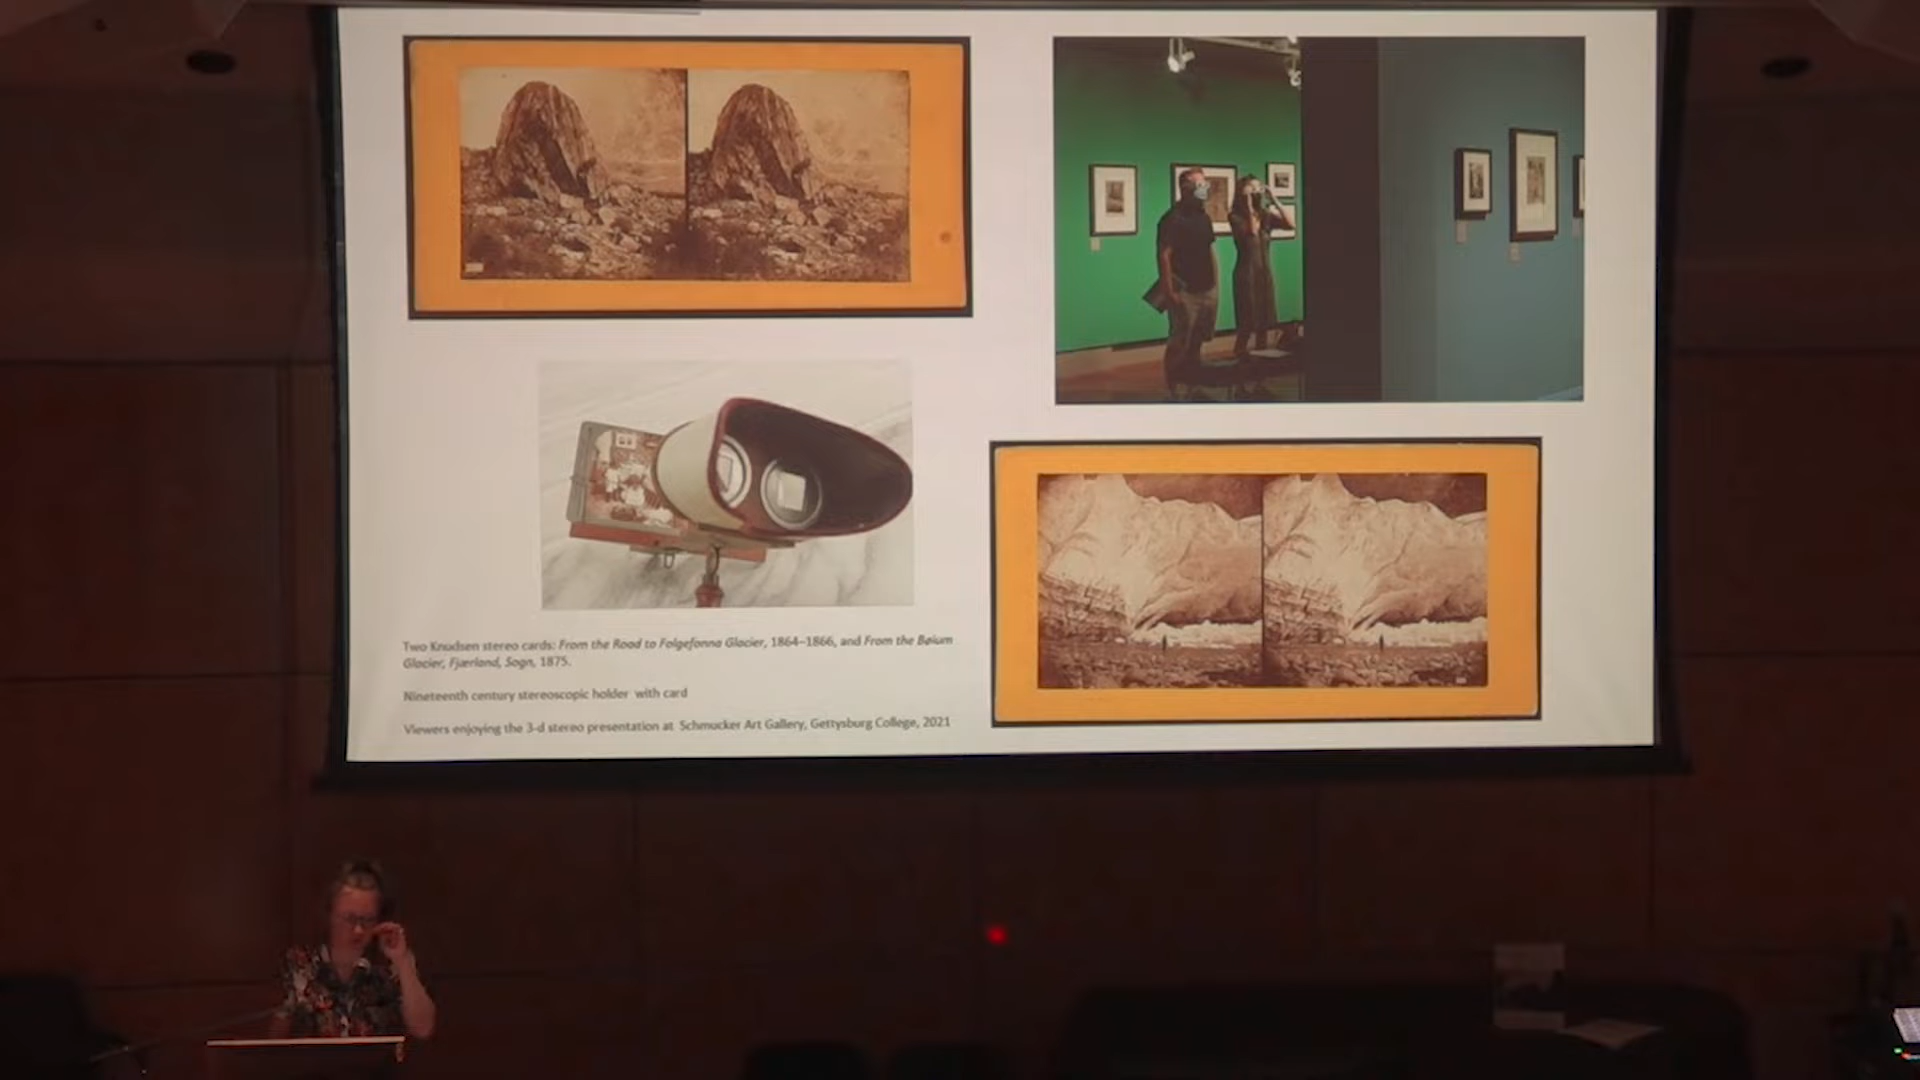 Two Knudsen stereo cards: From the Road to Folgefonna Glacier, 1864–1866, and From the Bøium
Glacier, Fjærland, Sogn, 1875.
Nineteenth century stereoscopic holder with card
Viewers enjoying the 3-d stereo presentation at Schmucker Art Gallery, Gettysburg College, 2021